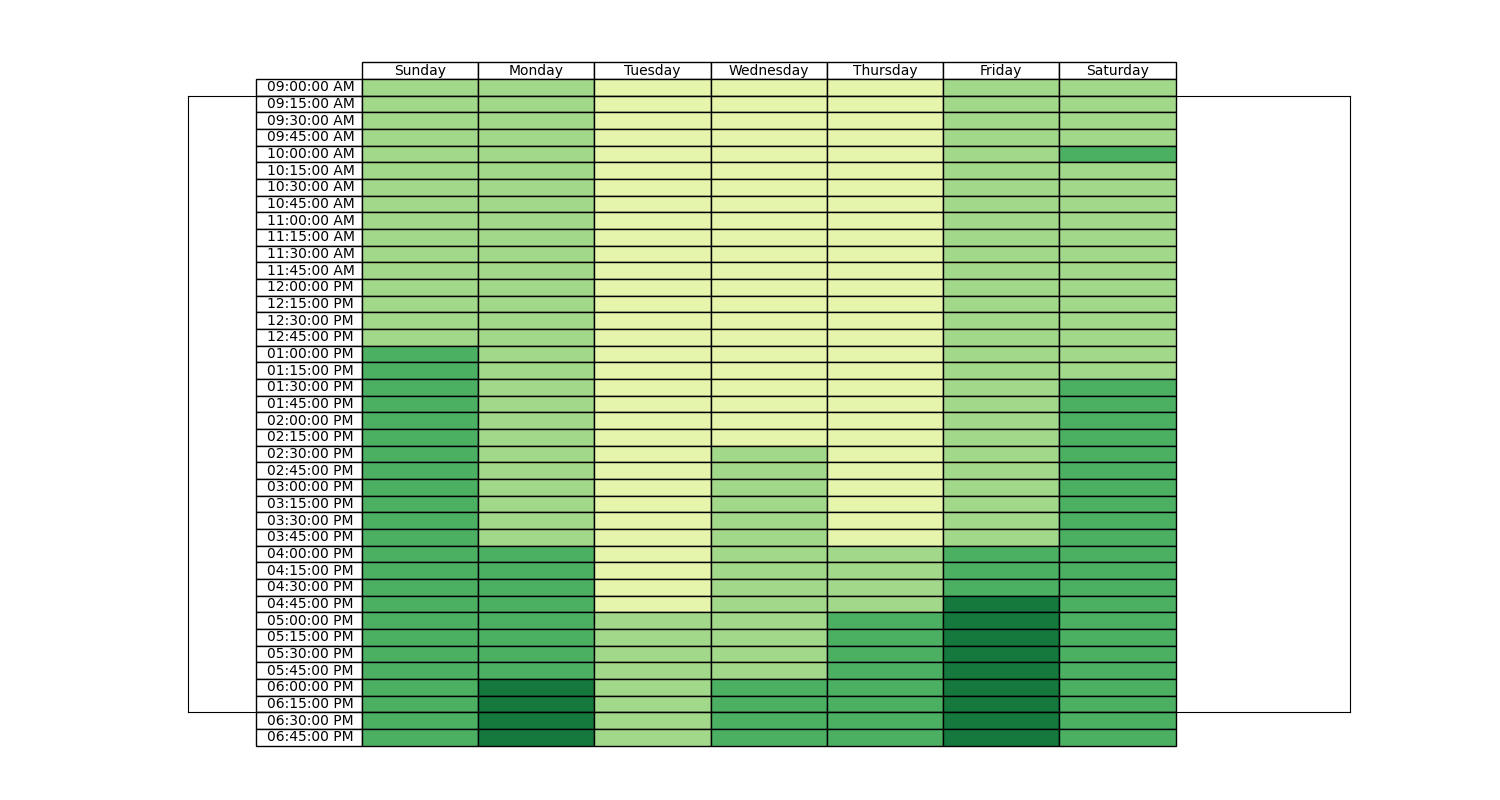 Sunday Monday Tuesday Wednesday Thursday Friday Saturday
09:00:00 AM
09:15:00 AM
09:30:00 AM
09:45:00 AM
10:00:00 AM
10:15:00 AM
10:30:00 AM
10:45:00 AM
11:00:00 AM
11:15:00 AM
11:30:00 AM
11:45:00 AM
12:00:00 PM
12:15:00 PM
12:30:00 PM
12:45:00 PM
01:00:00 PM
01:15:00 PM
01:30:00 PM
01:45:00 PM
02:00:00 PM
02:15:00 PM
02:30:00 PM
02:45:00 PM
03:00:00 PM
03:15:00 PM
03:30:00 PM
03:45:00 PM
04:00:00 PM
04:15:00 PM
04:30:00 PM
04:45:00 PM
05:00:00 PM
05:15:00 PM
05:30:00 PM
05:45:00 PM
06:00:00 PM
06:15:00 PM
06:30:00 PM
06:45:00 PM